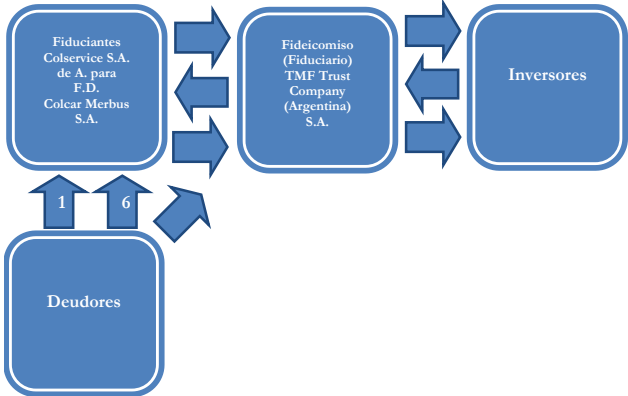 Fiduciantes
Colservice S.A.
de A. para
F.D.
Colcar Merbus
S.A.
Fideicomiso
(Fiduciario)
TMF Trust
Company
(Argentina)
S.A.
Inversores
1
6
Deudores